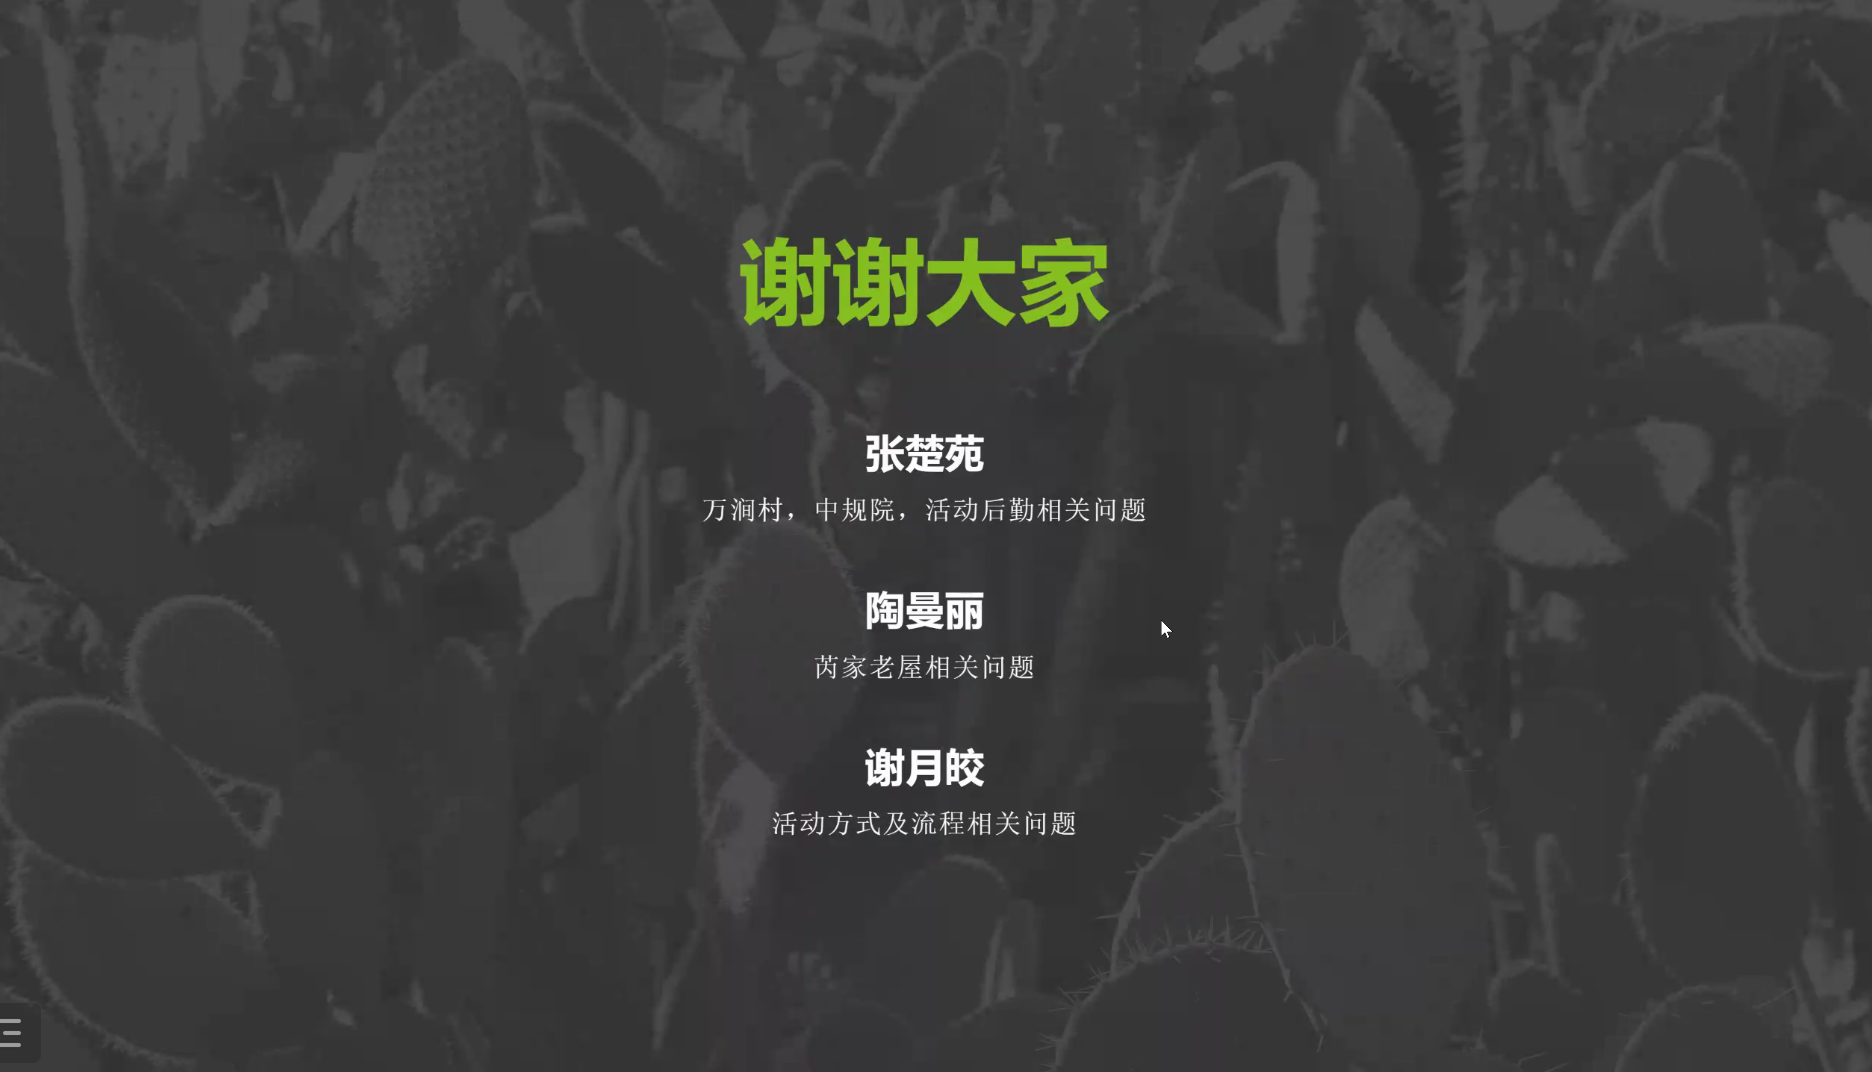 谢谢大家
张楚苑
万涧村，中规院，活动后勤相关问题
陶曼丽
芮家老屋相关问题
谢月皎
活动方式及流程相关问题